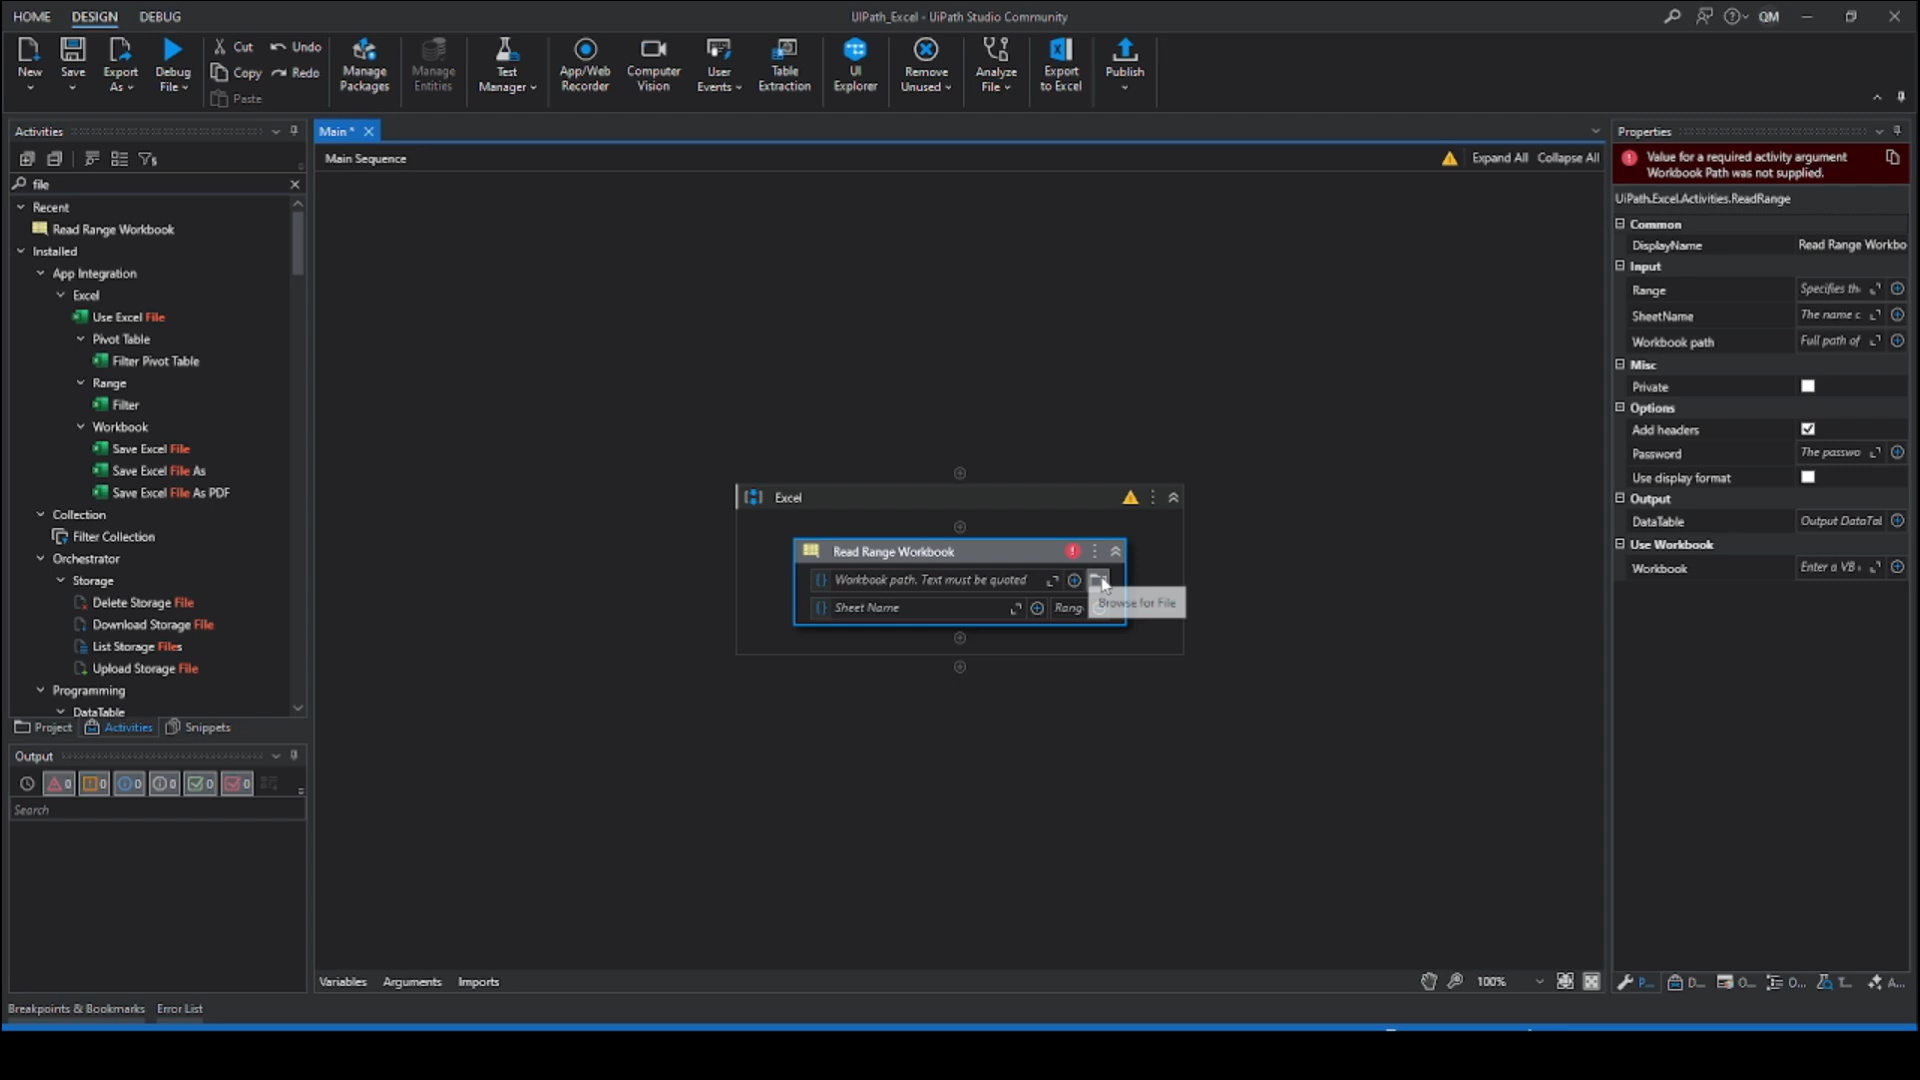 HOME DESIGN DEBUG
UIPath_Excel - UiPath Studio Community
QM
New
Save
Export As
Debug File
Cut
Copy
Paste
Undo
Redo
Manage Packages
Manage Entities
Test Manager
App/Web Recorder
Computer Vision
User Events
Table Extraction
UI Explorer
Remove Unused
Analyze File
Export to Excel
Publish
Activities
file
Recent
Read Range Workbook
Installed
App Integration
Excel
Use Excel File
Pivot Table
Filter Pivot Table
Range
Filter
Workbook
Save Excel File
Save Excel File As
Save Excel File As PDF
Collection
Filter Collection
Orchestrator
Storage
Delete Storage File
Download Storage File
List Storage Files
Upload Storage File
Programming
DataTable
Project Activities Snippets
Output
0 0 0 0 0 0
Search
Main *
Main Sequence
Expand All Collapse All
Excel
Read Range Workbook
Workbook path. Text must be quoted
Sheet Name
Rang
Browse for File
Variables Arguments Imports
100%
Properties
Value for a required activity argument
Workbook Path was not supplied.
UiPath.Excel.Activities.ReadRange
Common
DisplayName Read Range Workbo
Input
Range Specifies th
SheetName The name c
Workbook path Full path of
Misc
Private
Options
Add headers
Password The passwo
Use display format
Output
DataTable Output DataTal
Use Workbook
Workbook Enter a VB
P... D... O... O... T... A...
Breakpoints & Bookmarks Error List